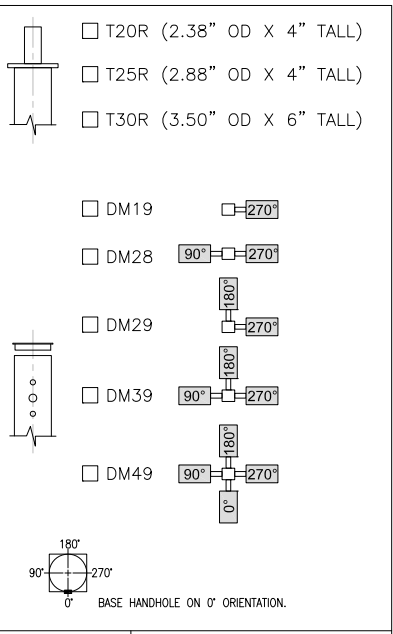 T20R (2.38" OD X 4" TALL)
T25R (2.88" OD X 4" TALL)
T30R (3.50" OD X 6" TALL)
DM19 270°
DM28 90° 270°
180°
DM29 270°
180°
DM39 90° 270°
180°
DM49 90° 270°
0°
180°
90° 270°
0° BASE HANDHOLE ON 0° ORIENTATION.